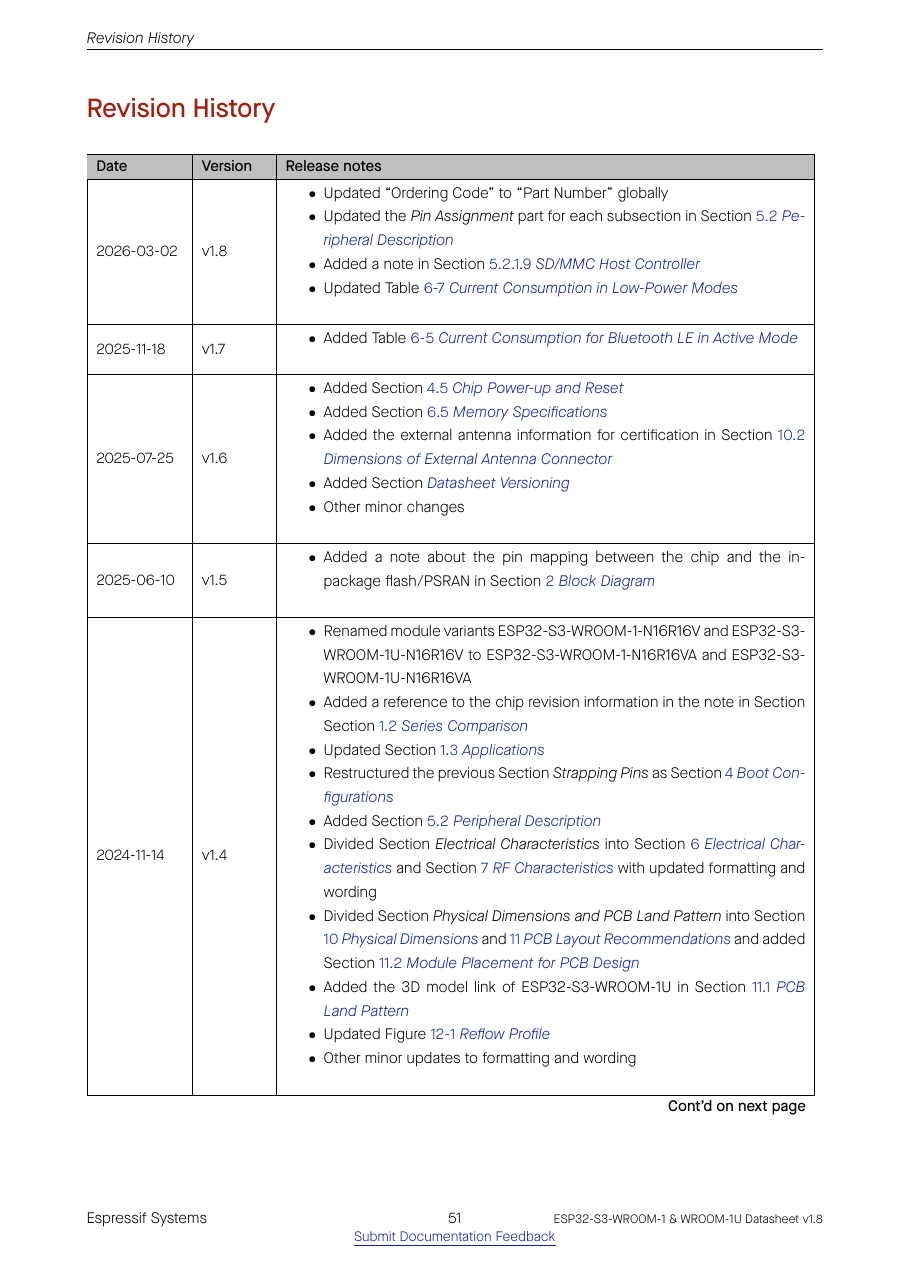 Revision History
Revision History
Date Version Release notes
2026-03-02 v1.8
• Updated “Ordering Code” to “Part Number” globally
• Updated the Pin Assignment part for each subsection in Section 5.2 Pe-
ripheral Description
• Added a note in Section 5.2.1.9 SD/MMC Host Controller
• Updated Table 6-7 Current Consumption in Low-Power Modes
2025-11-18 v1.7
• Added Table 6-5 Current Consumption for Bluetooth LE in Active Mode
2025-07-25 v1.6
• Added Section 4.5 Chip Power-up and Reset
• Added Section 6.5 Memory Specifications
• Added the external antenna information for certification in Section 10.2
Dimensions of External Antenna Connector
• Added Section Datasheet Versioning
• Other minor changes
2025-06-10 v1.5
• Added a note about the pin mapping between the chip and the in-
package flash/PSRAN in Section 2 Block Diagram
2024-11-14 v1.4
• Renamed module variants ESP32-S3-WROOM-1-N16R16V and ESP32-S3-
WROOM-1U-N16R16V to ESP32-S3-WROOM-1-N16R16VA and ESP32-S3-
WROOM-1U-N16R16VA
• Added a reference to the chip revision information in the note in Section
Section 1.2 Series Comparison
• Updated Section 1.3 Applications
• Restructured the previous Section Strapping Pins as Section 4 Boot Con-
figurations
• Added Section 5.2 Peripheral Description
• Divided Section Electrical Characteristics into Section 6 Electrical Char-
acteristics and Section 7 RF Characteristics with updated formatting and
wording
• Divided Section Physical Dimensions and PCB Land Pattern into Section
10 Physical Dimensions and 11 PCB Layout Recommendations and added
Section 11.2 Module Placement for PCB Design
• Added the 3D model link of ESP32-S3-WROOM-1U in Section 11.1 PCB
Land Pattern
• Updated Figure 12-1 Reflow Profile
• Other minor updates to formatting and wording
Cont’d on next page
Espressif Systems 51 ESP32-S3-WROOM-1 & WROOM-1U Datasheet v1.8
Submit Documentation Feedback